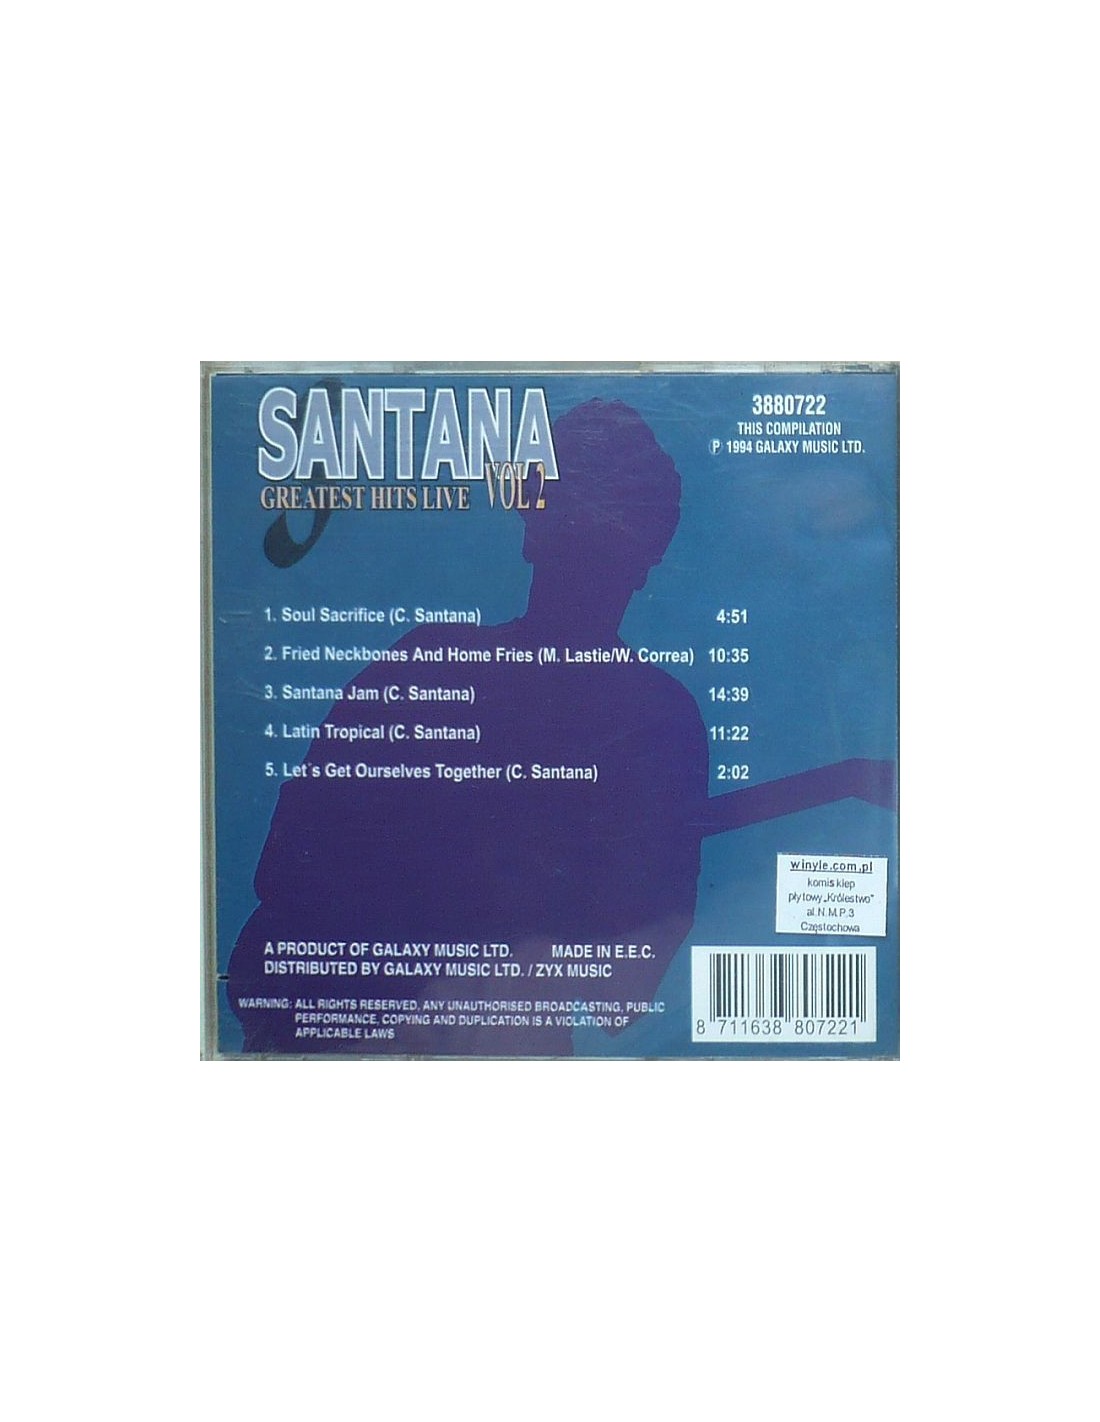 SANTANA
GREATEST HITS LIVE VOL 2
3880722
THIS COMPILATION
℗ 1994 GALAXY MUSIC LTD.
1. Soul Sacrifice (C. Santana) 4:51
2. Fried Neckbones And Home Fries (M. Lastie/W. Correa) 10:35
3. Santana Jam (C. Santana) 14:39
4. Latin Tropical (C. Santana) 11:22
5. Let´s Get Ourselves Together (C. Santana) 2:02
winyle.com.pl
komis klep
płytowy „Królestwo"
al.N.M.P.3
Częstochowa
A PRODUCT OF GALAXY MUSIC LTD. MADE IN E.E.C.
DISTRIBUTED BY GALAXY MUSIC LTD. / ZYX MUSIC
WARNING: ALL RIGHTS RESERVED, ANY UNAUTHORISED BROADCASTING, PUBLIC
PERFORMANCE, COPYING AND DUPLICATION IS A VIOLATION OF
APPLICABLE LAWS
8 711638 807221